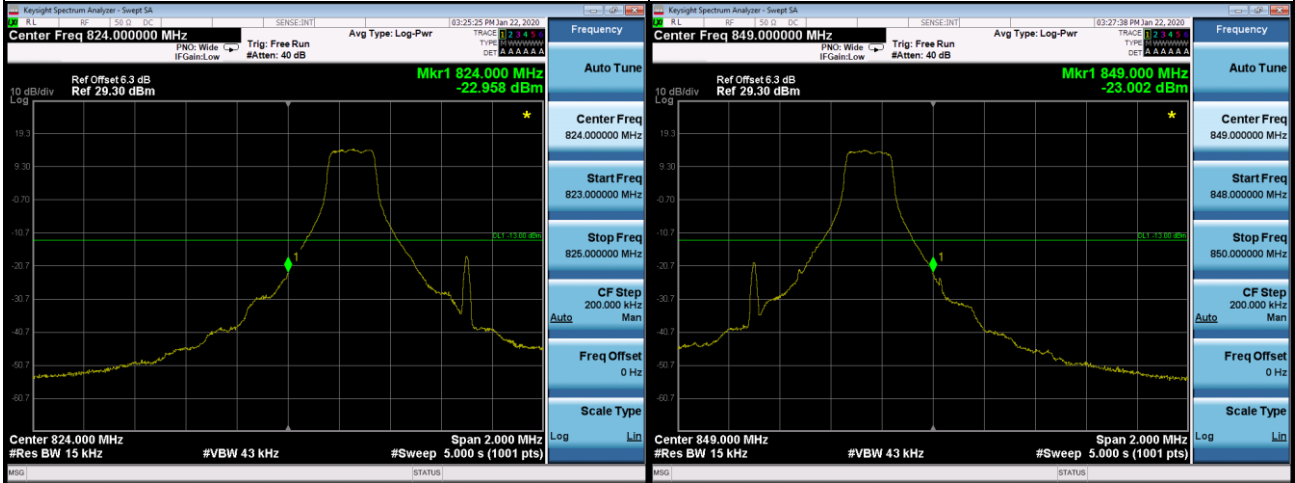 Keysight Spectrum Analyzer - Swept SA
RL RF 50 Ω DC SENSE:INT 03:25:25 PM Jan 22, 2020
Center Freq 824.000000 MHz
PNO: Wide
IFGain:Low
Trig: Free Run
#Atten: 40 dB
Avg Type: Log-Pwr
TRACE 1 2 3 4 5 6
TYPE M W W W W W
DET A A A A A A
Ref Offset 6.3 dB
10 dB/div Ref 29.30 dBm
Log
Mkr1 824.000 MHz
-22.958 dBm
19.3
9.30
-0.70
-10.7
-20.7
-30.7
-40.7
-50.7
-60.7
DL1 -13.00 dBm
1
*
Center 824.000 MHz Span 2.000 MHz
#Res BW 15 kHz #VBW 43 kHz #Sweep 5.000 s (1001 pts)
MSG STATUS
Frequency
Auto Tune
Center Freq
824.000000 MHz
Start Freq
823.000000 MHz
Stop Freq
825.000000 MHz
CF Step
200.000 kHz
Auto Man
Freq Offset
0 Hz
Scale Type
Log Lin
Keysight Spectrum Analyzer - Swept SA
RL RF 50 Ω DC SENSE:INT 03:27:38 PM Jan 22, 2020
Center Freq 849.000000 MHz
PNO: Wide
IFGain:Low
Trig: Free Run
#Atten: 40 dB
Avg Type: Log-Pwr
TRACE 1 2 3 4 5 6
TYPE M W W W W W
DET A A A A A A
Ref Offset 6.3 dB
10 dB/div Ref 29.30 dBm
Log
Mkr1 849.000 MHz
-23.002 dBm
19.3
9.30
-0.70
-10.7
-20.7
-30.7
-40.7
-50.7
-60.7
DL1 -13.00 dBm
1
*
Center 849.000 MHz Span 2.000 MHz
#Res BW 15 kHz #VBW 43 kHz #Sweep 5.000 s (1001 pts)
MSG STATUS
Frequency
Auto Tune
Center Freq
849.000000 MHz
Start Freq
848.000000 MHz
Stop Freq
850.000000 MHz
CF Step
200.000 kHz
Auto Man
Freq Offset
0 Hz
Scale Type
Log Lin